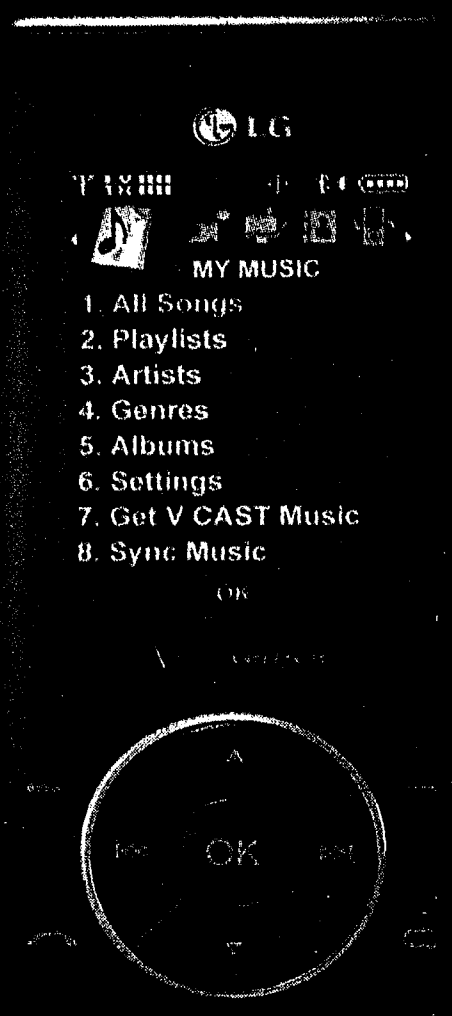 LG
1X
MY MUSIC
1. All Songs
2. Playlists
3. Artists
4. Genres
5. Albums
6. Settings
7. Get V CAST Music
8. Sync Music
OK
OK